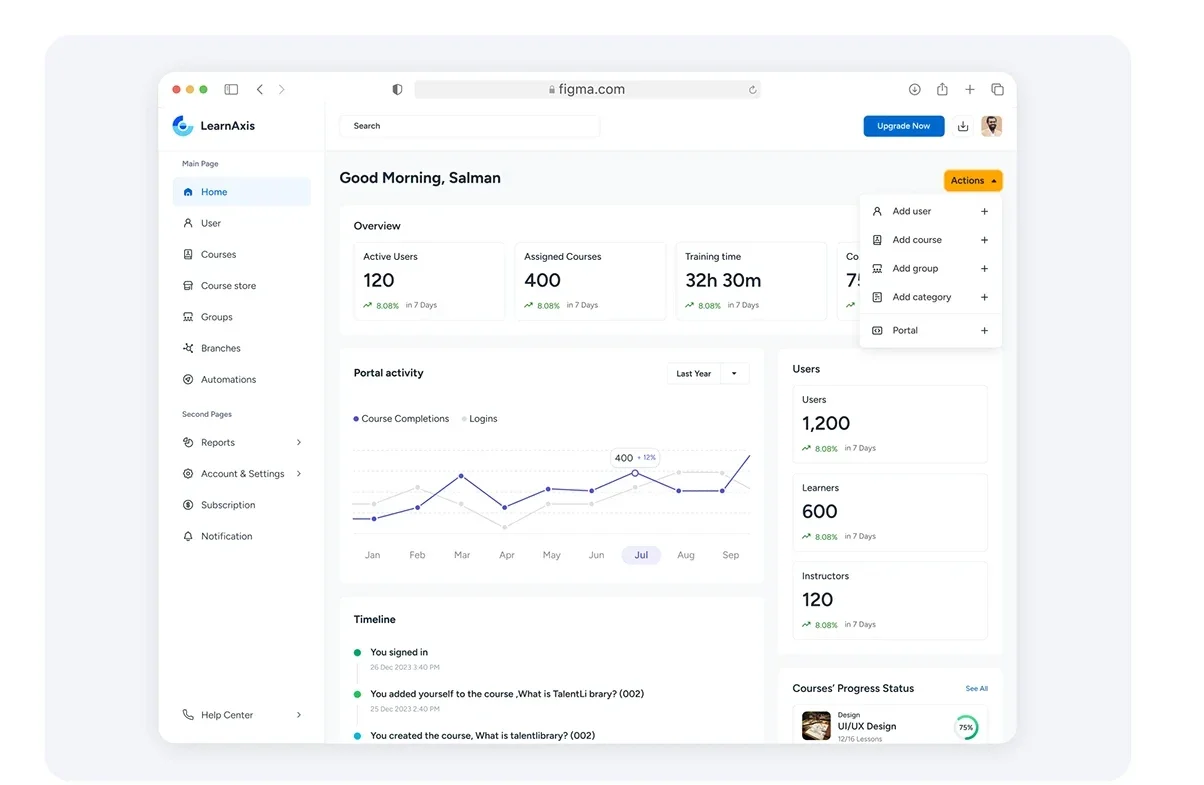 figma.com
LearnAxis
Search
Upgrade Now
Main Page
Home
User
Courses
Course store
Groups
Branches
Automations
Second Pages
Reports
Account & Settings
Subscription
Notification
Help Center
Good Morning, Salman
Actions
Add user
Add course
Add group
Add category
Portal
Overview
Active Users
120
8.08% in 7 Days
Assigned Courses
400
8.08% in 7 Days
Training time
32h 30m
8.08% in 7 Days
Co
75
Portal activity
Last Year
Course Completions Logins
400 + 12%
Jan Feb Mar Apr May Jun Jul Aug Sep
Users
Users
1,200
8.08% in 7 Days
Learners
600
8.08% in 7 Days
Instructors
120
8.08% in 7 Days
Timeline
You signed in
26 Dec 2023 3:40 PM
You added yourself to the course ,What is TalentLi brary? (002)
25 Dec 2023 2:40 PM
You created the course, What is talentlibrary? (002)
Courses' Progress Status
See All
Design
UI/UX Design
12/16 Lessons
75%